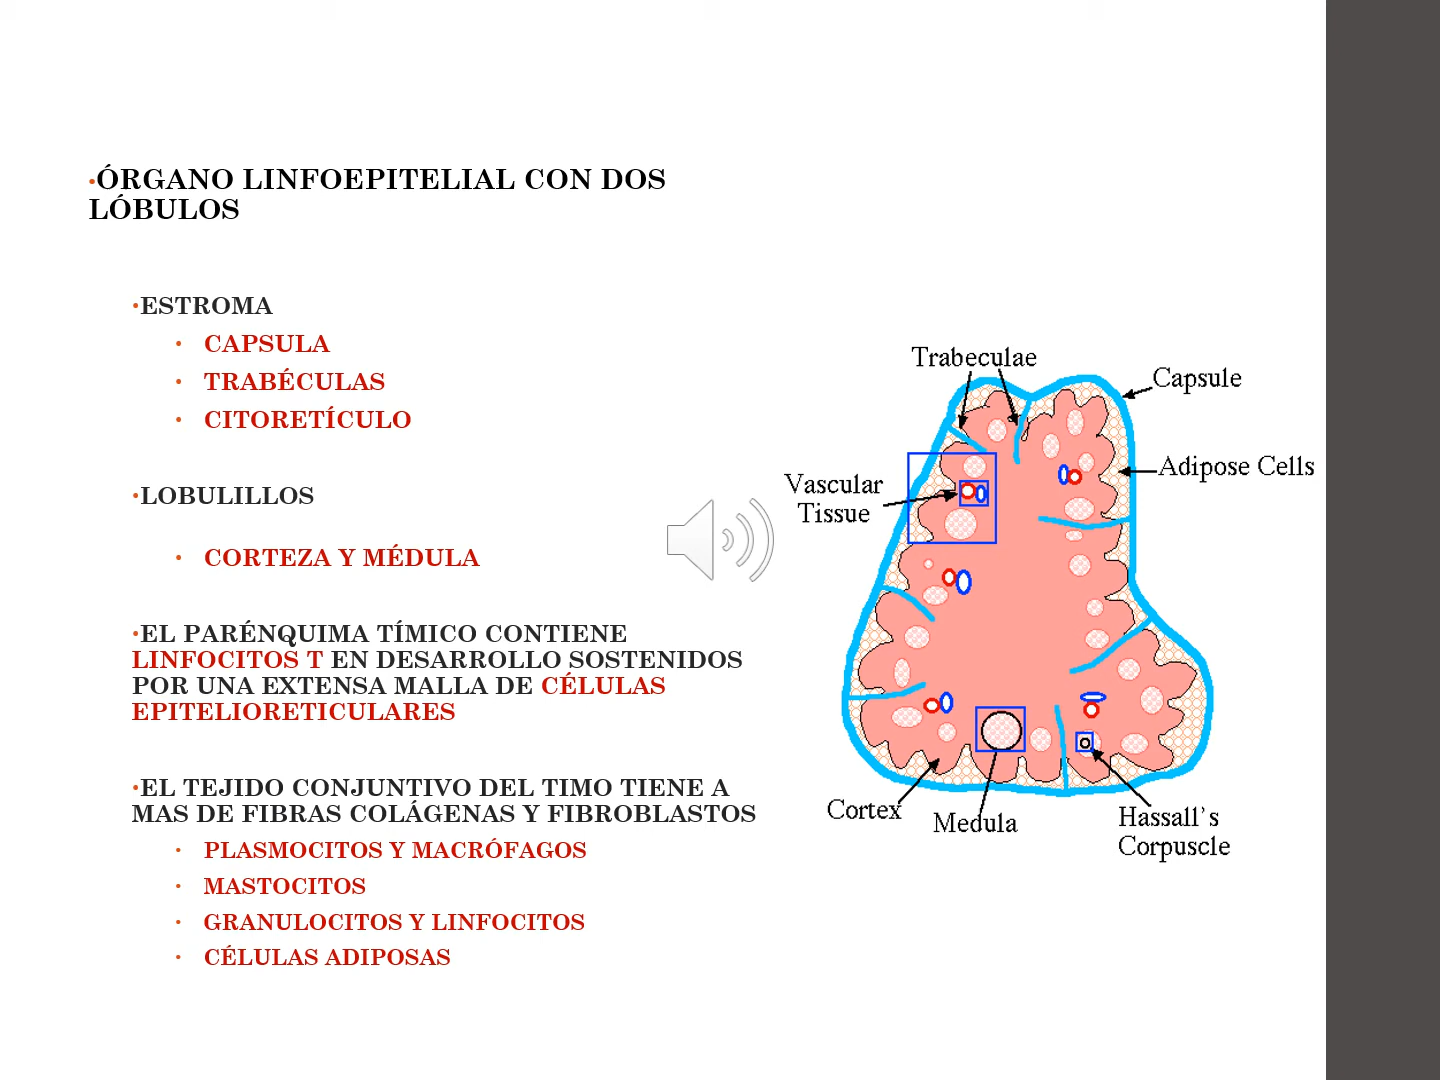 •ÓRGANO LINFOEPITELIAL CON DOS
LÓBULOS
•ESTROMA
• CAPSULA
• TRABÉCULAS
• CITORETÍCULO
•LOBULILLOS
• CORTEZA Y MÉDULA
•EL PARÉNQUIMA TÍMICO CONTIENE
LINFOCITOS T EN DESARROLLO SOSTENIDOS
POR UNA EXTENSA MALLA DE CÉLULAS
EPITELIORETICULARES
•EL TEJIDO CONJUNTIVO DEL TIMO TIENE A
MAS DE FIBRAS COLÁGENAS Y FIBROBLASTOS
• PLASMOCITOS Y MACRÓFAGOS
• MASTOCITOS
• GRANULOCITOS Y LINFOCITOS
• CÉLULAS ADIPOSAS
Trabeculae
Capsule
Adipose Cells
Vascular
Tissue
Cortex
Medula
Hassall's
Corpuscle